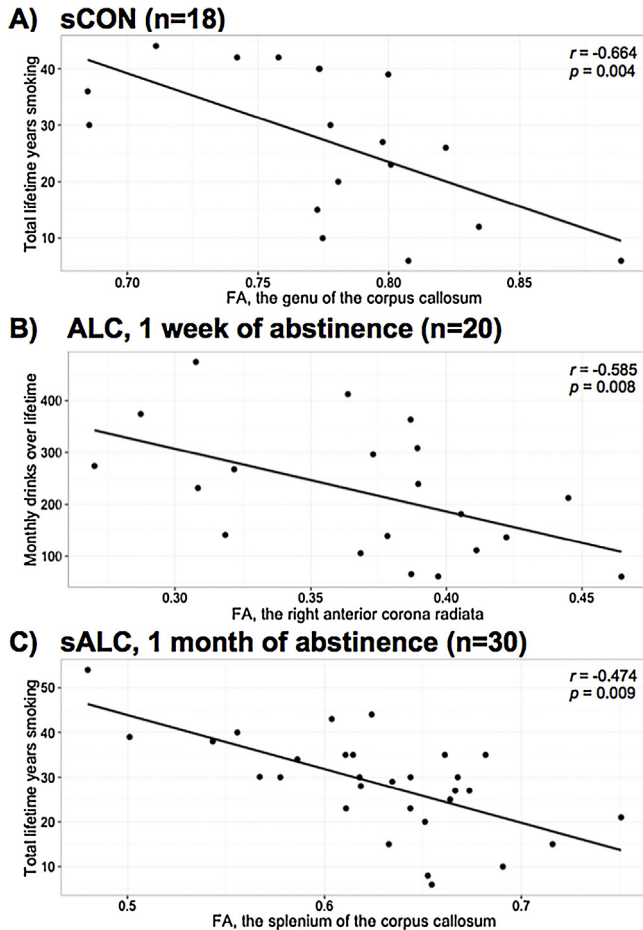 A) sCON (n=18)
r = -0.664
p = 0.004
Total lifetime years smoking
40
30
20
10
0.70 0.75 0.80 0.85
FA, the genu of the corpus callosum
B) ALC, 1 week of abstinence (n=20)
r = -0.585
p = 0.008
Monthly drinks over lifetime
400
300
200
100
0.30 0.35 0.40 0.45
FA, the right anterior corona radiata
C) sALC, 1 month of abstinence (n=30)
r = -0.474
p = 0.009
Total lifetime years smoking
50
40
30
20
10
0.5 0.6 0.7
FA, the splenium of the corpus callosum